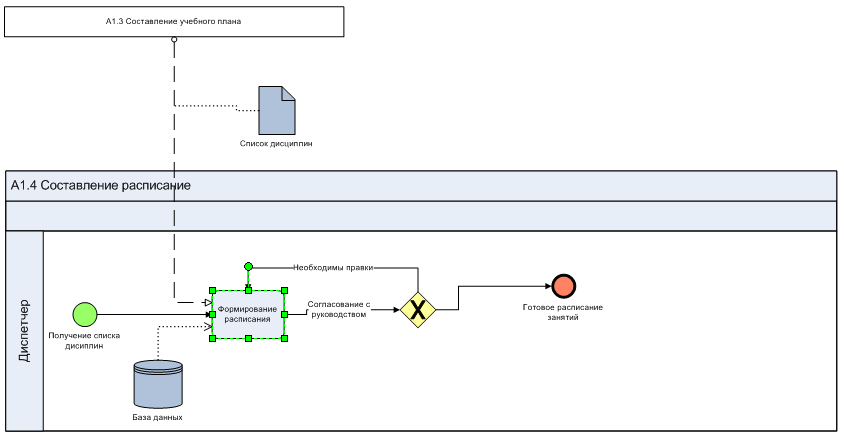 А1.3 Составление учебного плана
Список дисциплин
А1.4 Составление расписание
Диспетчер
Необходимы правки
Формирование
расписания
Согласование с
руководством
X
Готовое расписание
занятий
Получение списка
дисиплин
База данных